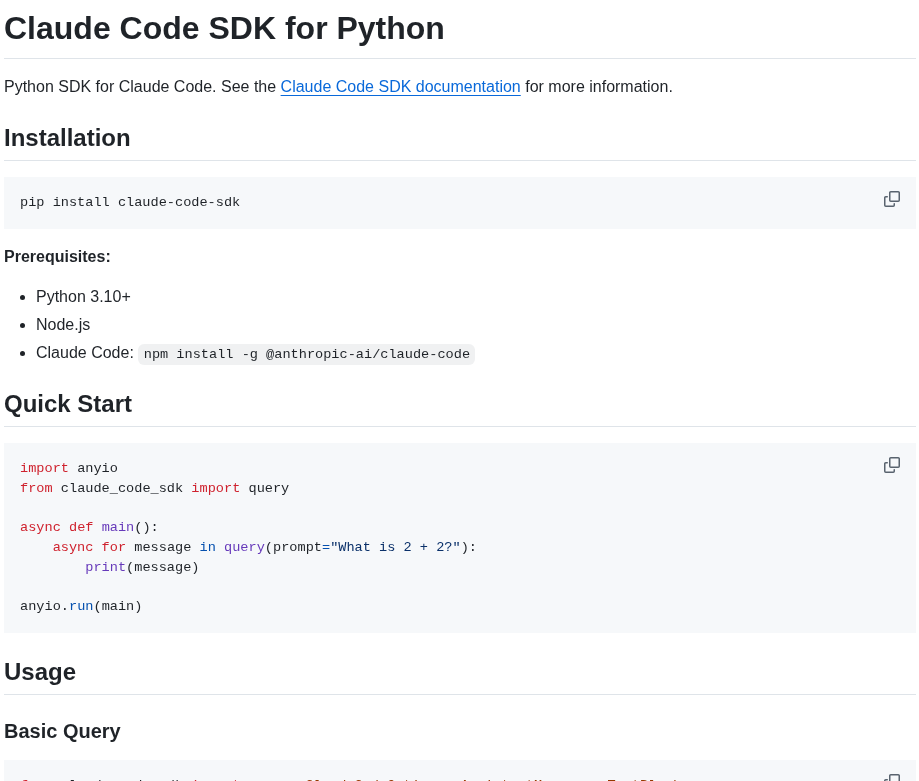 Claude Code SDK for Python
Python SDK for Claude Code. See the Claude Code SDK documentation for more information.
Installation
pip install claude-code-sdk
Prerequisites:
Python 3.10+
Node.js
Claude Code: npm install -g @anthropic-ai/claude-code
Quick Start
import anyio
from claude_code_sdk import query
async def main():
    async for message in query(prompt="What is 2 + 2?"):
        print(message)
anyio.run(main)
Usage
Basic Query